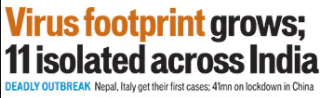 Virus footprint grows;
11 isolated across India
DEADLY OUTBREAK Nepal, Italy get their first cases; 41mn on lockdown in China